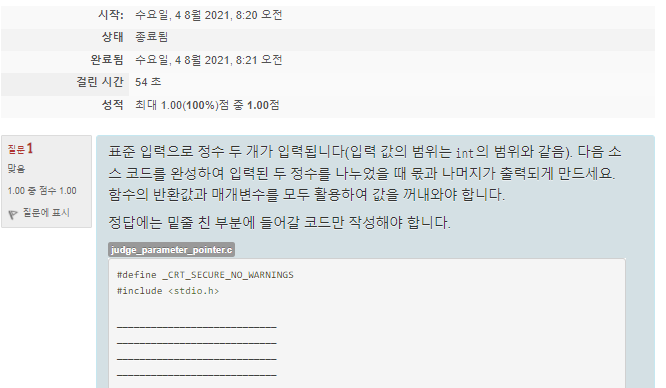 시작: 수요일, 4 8월 2021, 8:20 오전
상태 종료됨
완료됨 수요일, 4 8월 2021, 8:21 오전
걸린 시간 54 초
성적 최대 1.00(100%)점 중 1.00점
질문 1
맞음
1.00 중 점수 1.00
질문에 표시
표준 입력으로 정수 두 개가 입력됩니다(입력 값의 범위는 int의 범위와 같음). 다음 소
스 코드를 완성하여 입력된 두 정수를 나누었을 때 몫과 나머지가 출력되게 만드세요.
함수의 반환값과 매개변수를 모두 활용하여 값을 꺼내와야 합니다.
정답에는 밑줄 친 부분에 들어갈 코드만 작성해야 합니다.
judge_parameter_pointer.c
#define _CRT_SECURE_NO_WARNINGS
#include <stdio.h>
____________________________
____________________________
____________________________
____________________________